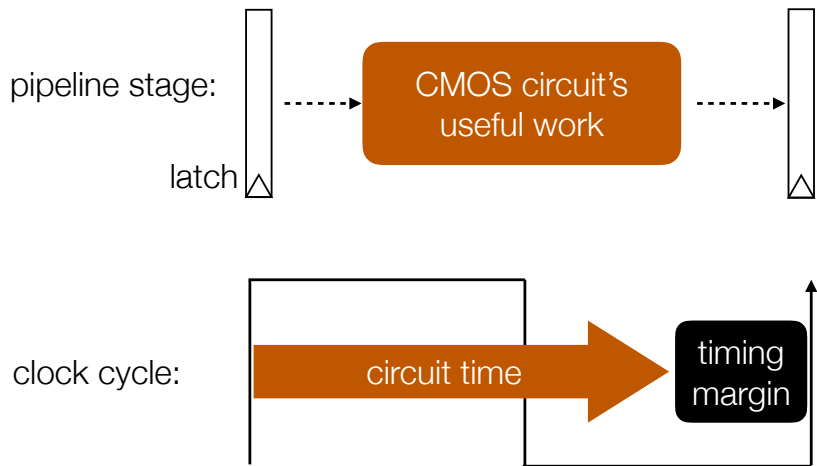 pipeline stage:
CMOS circuit's
useful work
latch
clock cycle:
circuit time
timing
margin